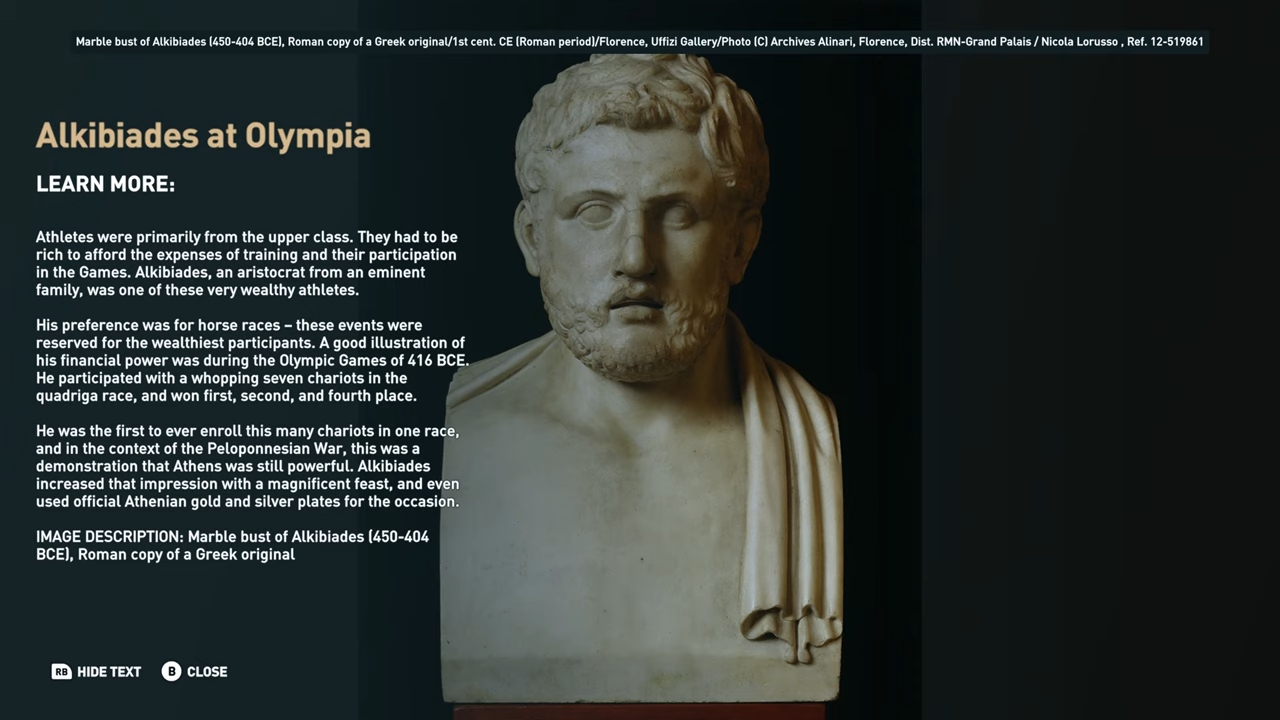 Marble bust of Alkibiades (450-404 BCE), Roman copy of a Greek original/1st cent. CE (Roman period)/Florence, Uffizi Gallery/Photo (C) Archives Alinari, Florence, Dist. RMN-Grand Palais / Nicola Lorusso , Ref. 12-519861
Alkibiades at Olympia
LEARN MORE:
Athletes were primarily from the upper class. They had to be
rich to afford the expenses of training and their participation
in the Games. Alkibiades, an aristocrat from an eminent
family, was one of these very wealthy athletes.
His preference was for horse races – these events were
reserved for the wealthiest participants. A good illustration of
his financial power was during the Olympic Games of 416 BCE.
He participated with a whopping seven chariots in the
quadriga race, and won first, second, and fourth place.
He was the first to ever enroll this many chariots in one race,
and in the context of the Peloponnesian War, this was a
demonstration that Athens was still powerful. Alkibiades
increased that impression with a magnificent feast, and even
used official Athenian gold and silver plates for the occasion.
IMAGE DESCRIPTION: Marble bust of Alkibiades (450-404
BCE), Roman copy of a Greek original
RB HIDE TEXT B CLOSE